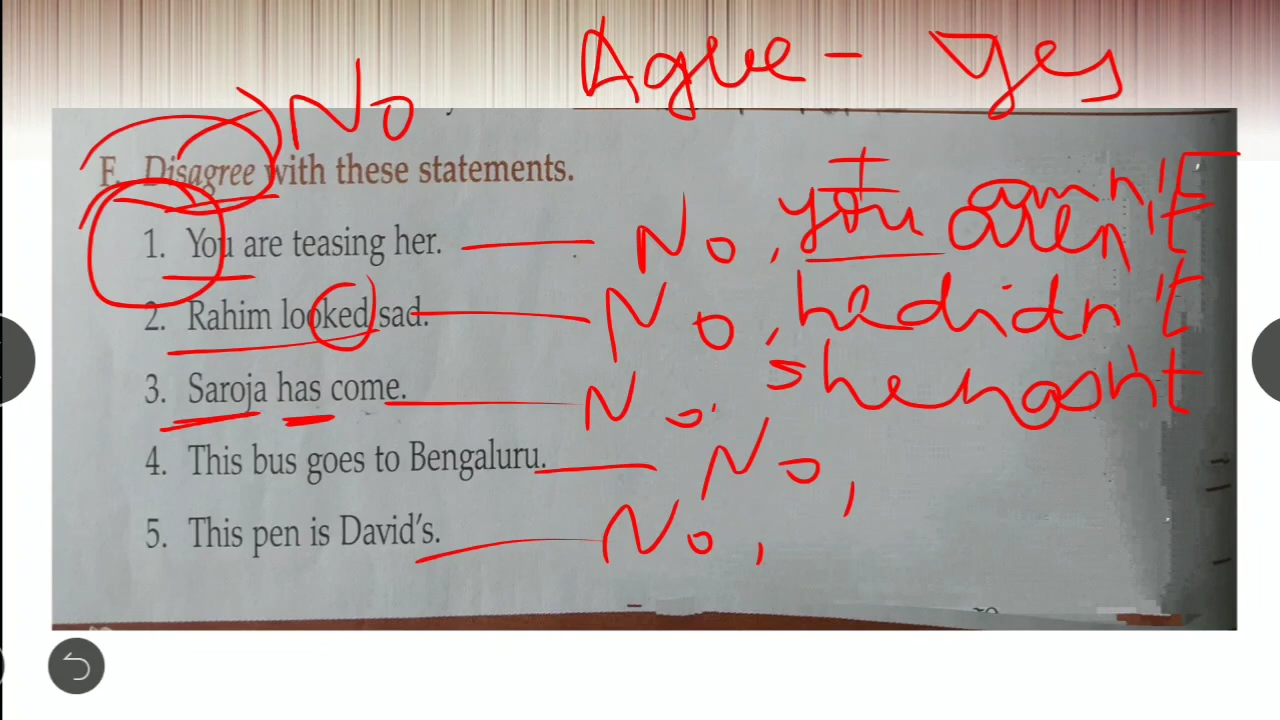 Agree - Yes
No
F. Disagree with these statements.
I amn't
1. You are teasing her. No, you aren't
2. Rahim looked sad. No, he didn't
3. Saroja has come. No, she hasn't
4. This bus goes to Bengaluru. No,
5. This pen is David's. No,